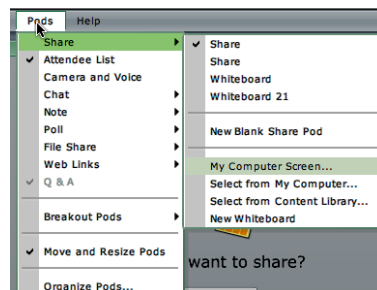 Pods Help
Share
Attendee List
Camera and Voice
Chat
Note
Poll
File Share
Web Links
Q & A
Breakout Pods
Move and Resize Pods
Organize Pods...
Share
Share
Whiteboard
Whiteboard 21
New Blank Share Pod
My Computer Screen...
Select from My Computer...
Select from Content Library...
New Whiteboard
want to share?